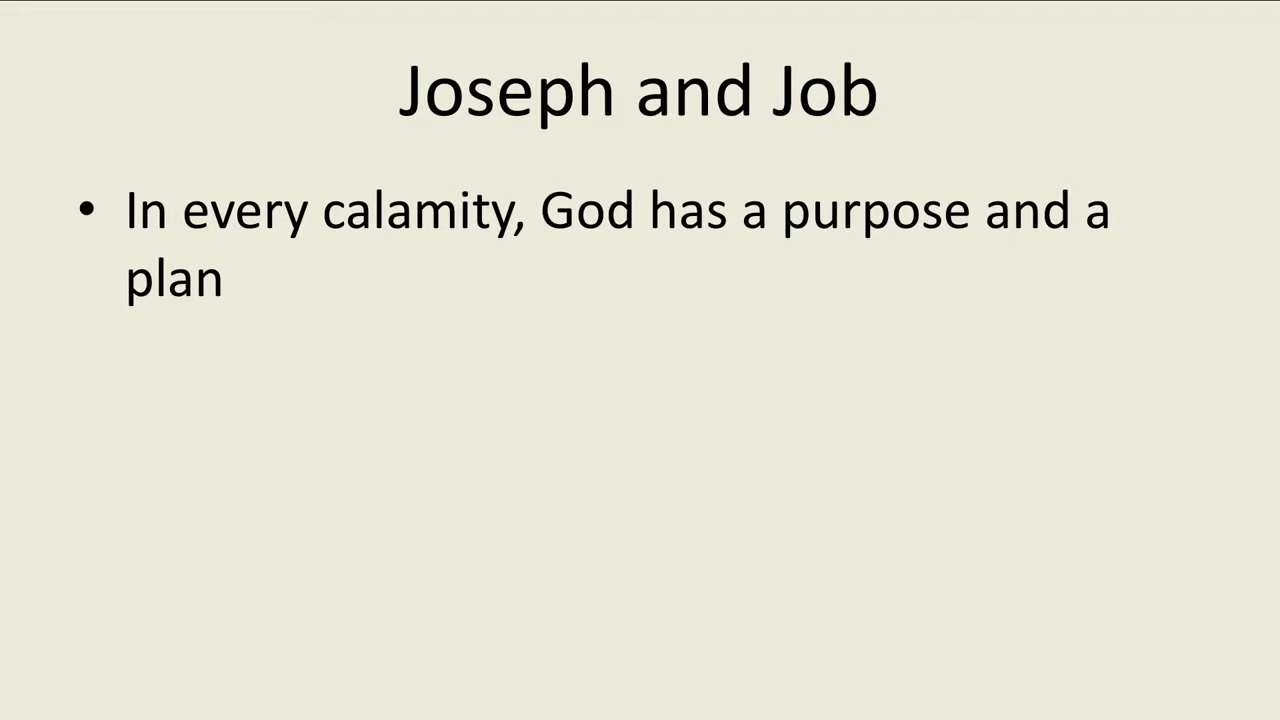 Joseph and Job
• In every calamity, God has a purpose and a
plan